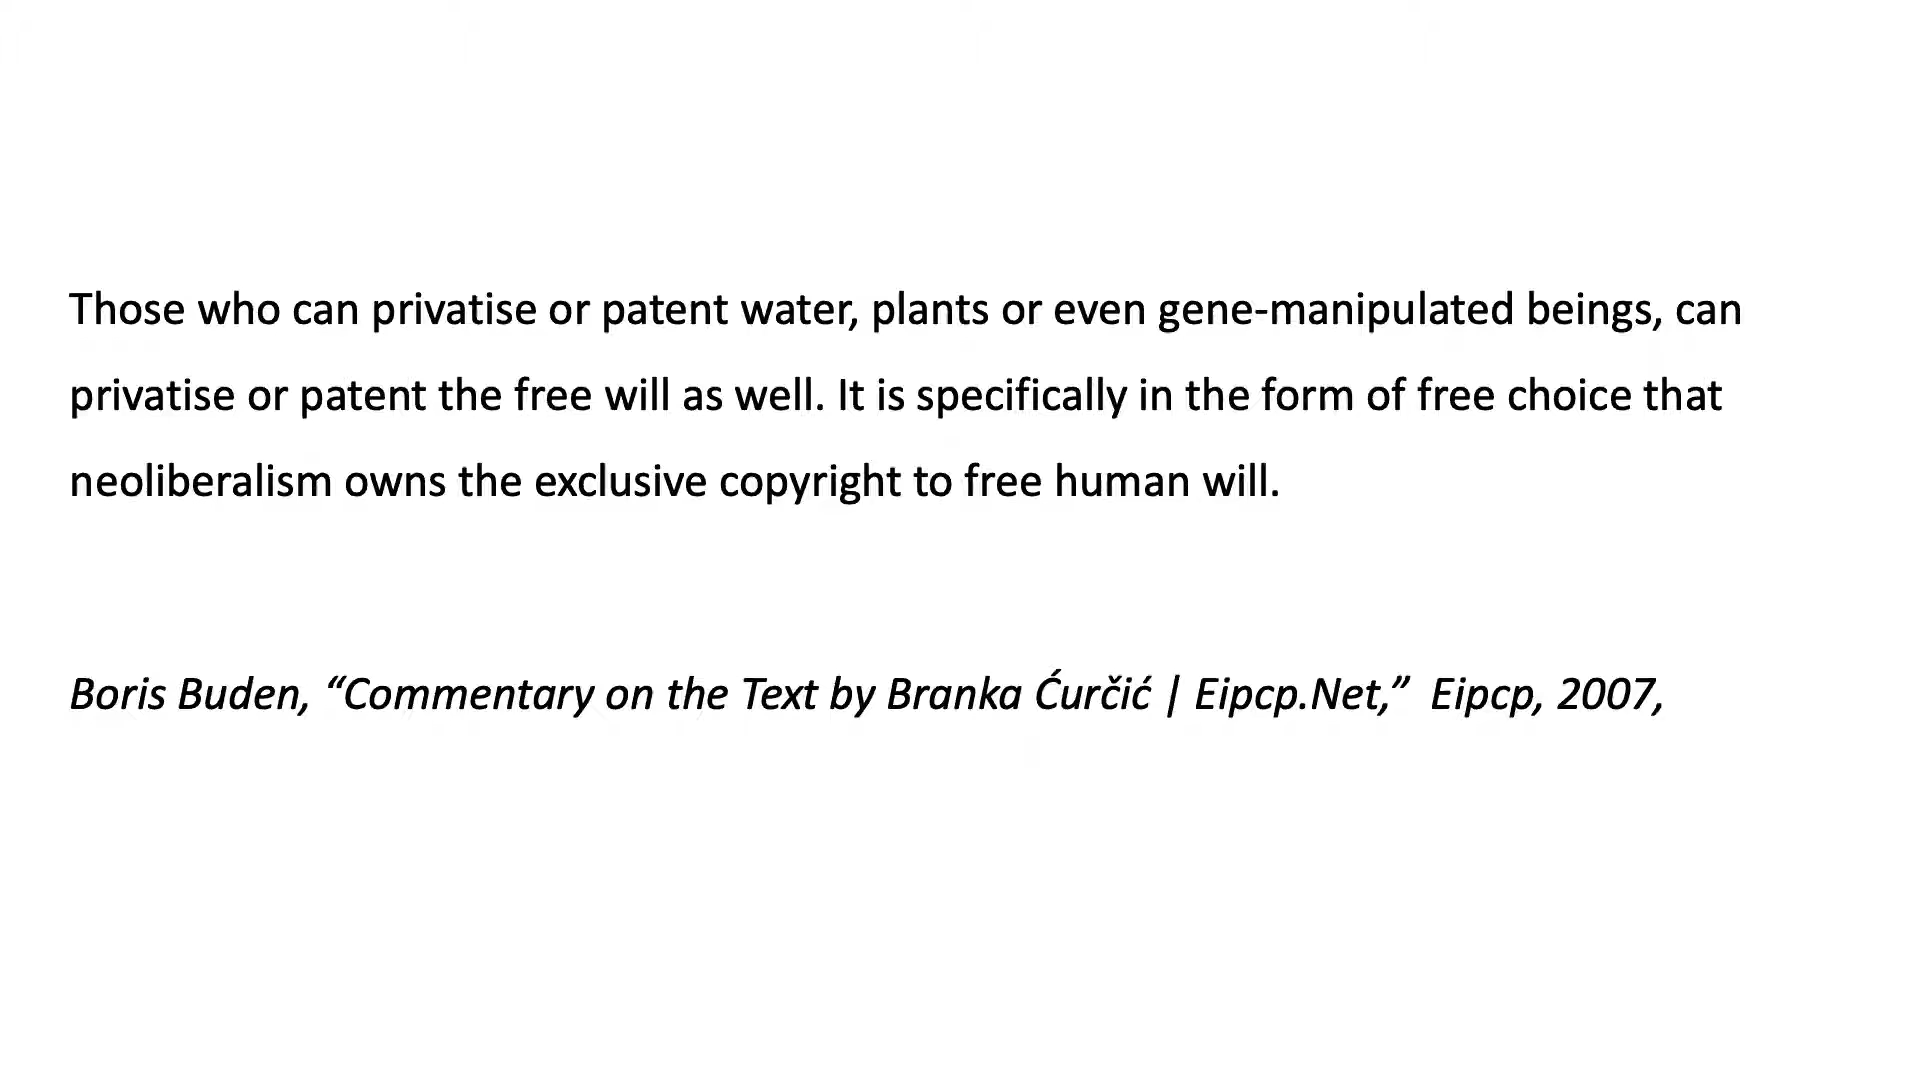 Those who can privatise or patent water, plants or even gene-manipulated beings, can
privatise or patent the free will as well. It is specifically in the form of free choice that
neoliberalism owns the exclusive copyright to free human will.
Boris Buden, “Commentary on the Text by Branka Ćurčić | Eipcp.Net,”  Eipcp, 2007,